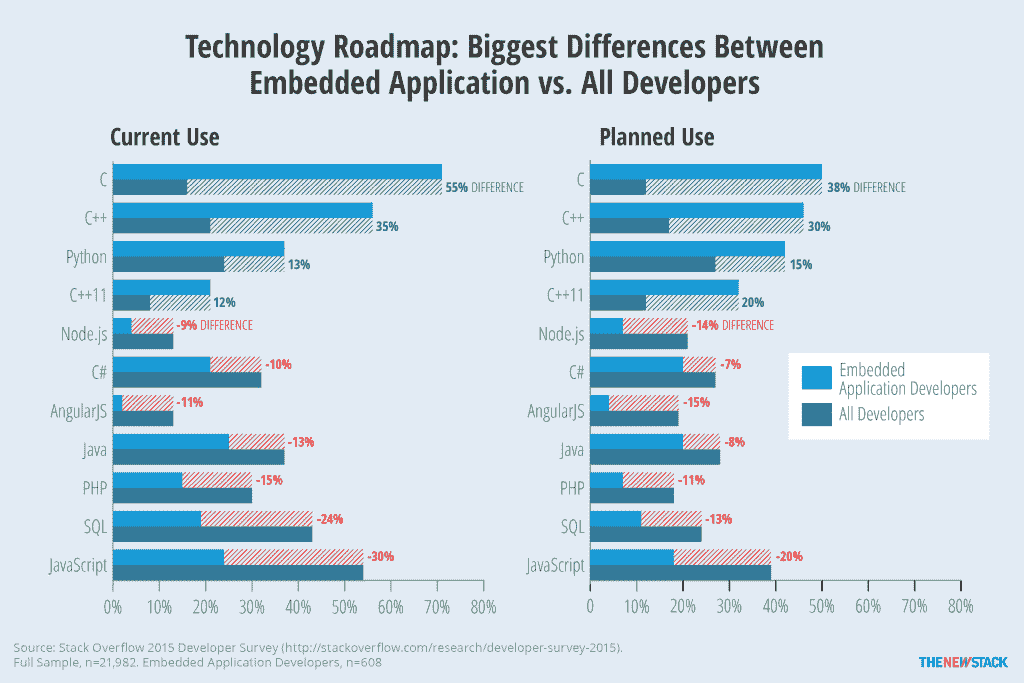 Technology Roadmap: Biggest Differences Between
Embedded Application vs. All Developers
Current Use
C
55% DIFFERENCE
C++
35%
Python
13%
C++11
12%
Node.js
-9% DIFFERENCE
C#
-10%
AngularJS
-11%
Java
-13%
PHP
-15%
SQL
-24%
JavaScript
-30%
0% 10% 20% 30% 40% 50% 60% 70% 80%
Planned Use
C
38% DIFFERENCE
C++
30%
Python
15%
C++11
20%
Node.js
-14% DIFFERENCE
C#
-7%
AngularJS
-15%
Java
-8%
PHP
-11%
SQL
-13%
JavaScript
-20%
0 10% 20% 30% 40% 50% 60% 70% 80%
Embedded
Application Developers
All Developers
Source: Stack Overflow 2015 Developer Survey (http://stackoverflow.com/research/developer-survey-2015).
Full Sample, n=21,982. Embedded Application Developers, n=608
THENEWSTACK